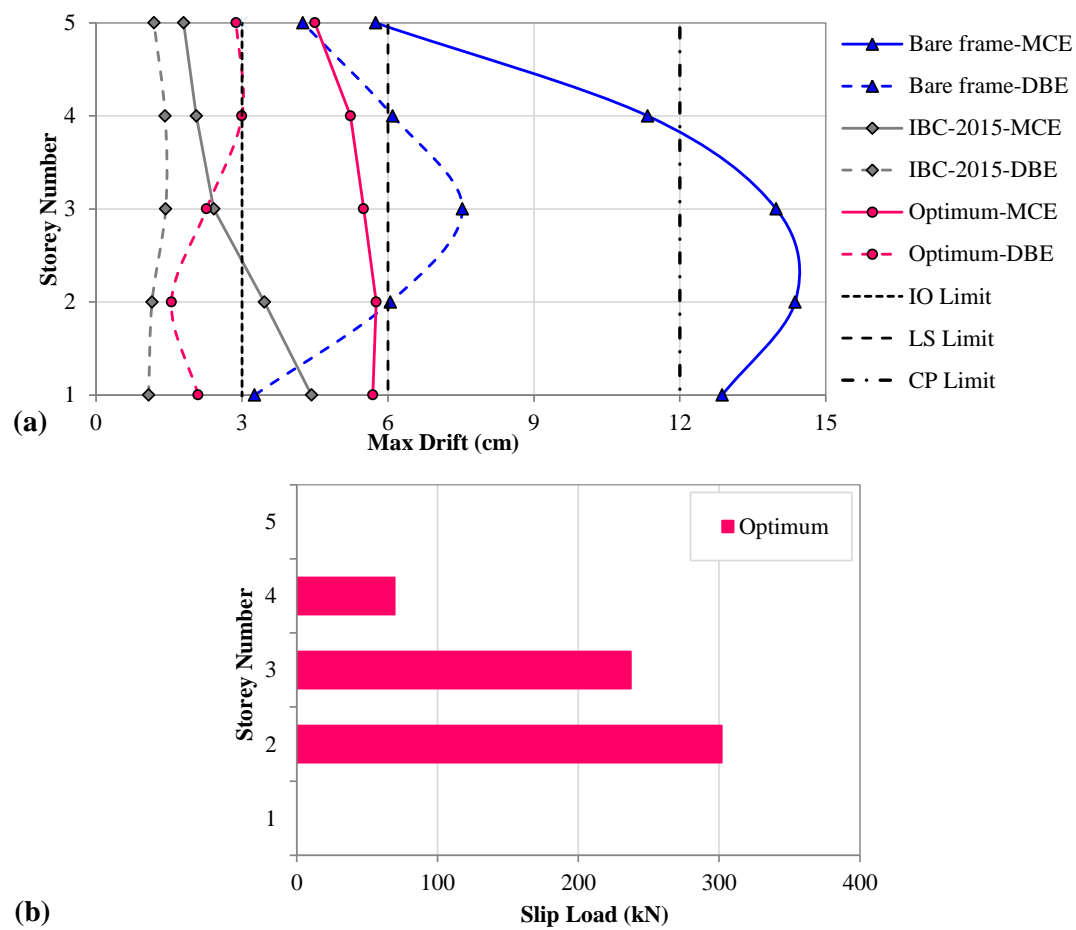 5
4
3
2
1
Storey Number
0
3
6
9
12
15
Max Drift (cm)
(a)
Bare frame-MCE
Bare frame-DBE
IBC-2015-MCE
IBC-2015-DBE
Optimum-MCE
Optimum-DBE
IO Limit
LS Limit
CP Limit
Optimum
5
4
3
2
1
Storey Number
0
100
200
300
400
Slip Load (kN)
(b)